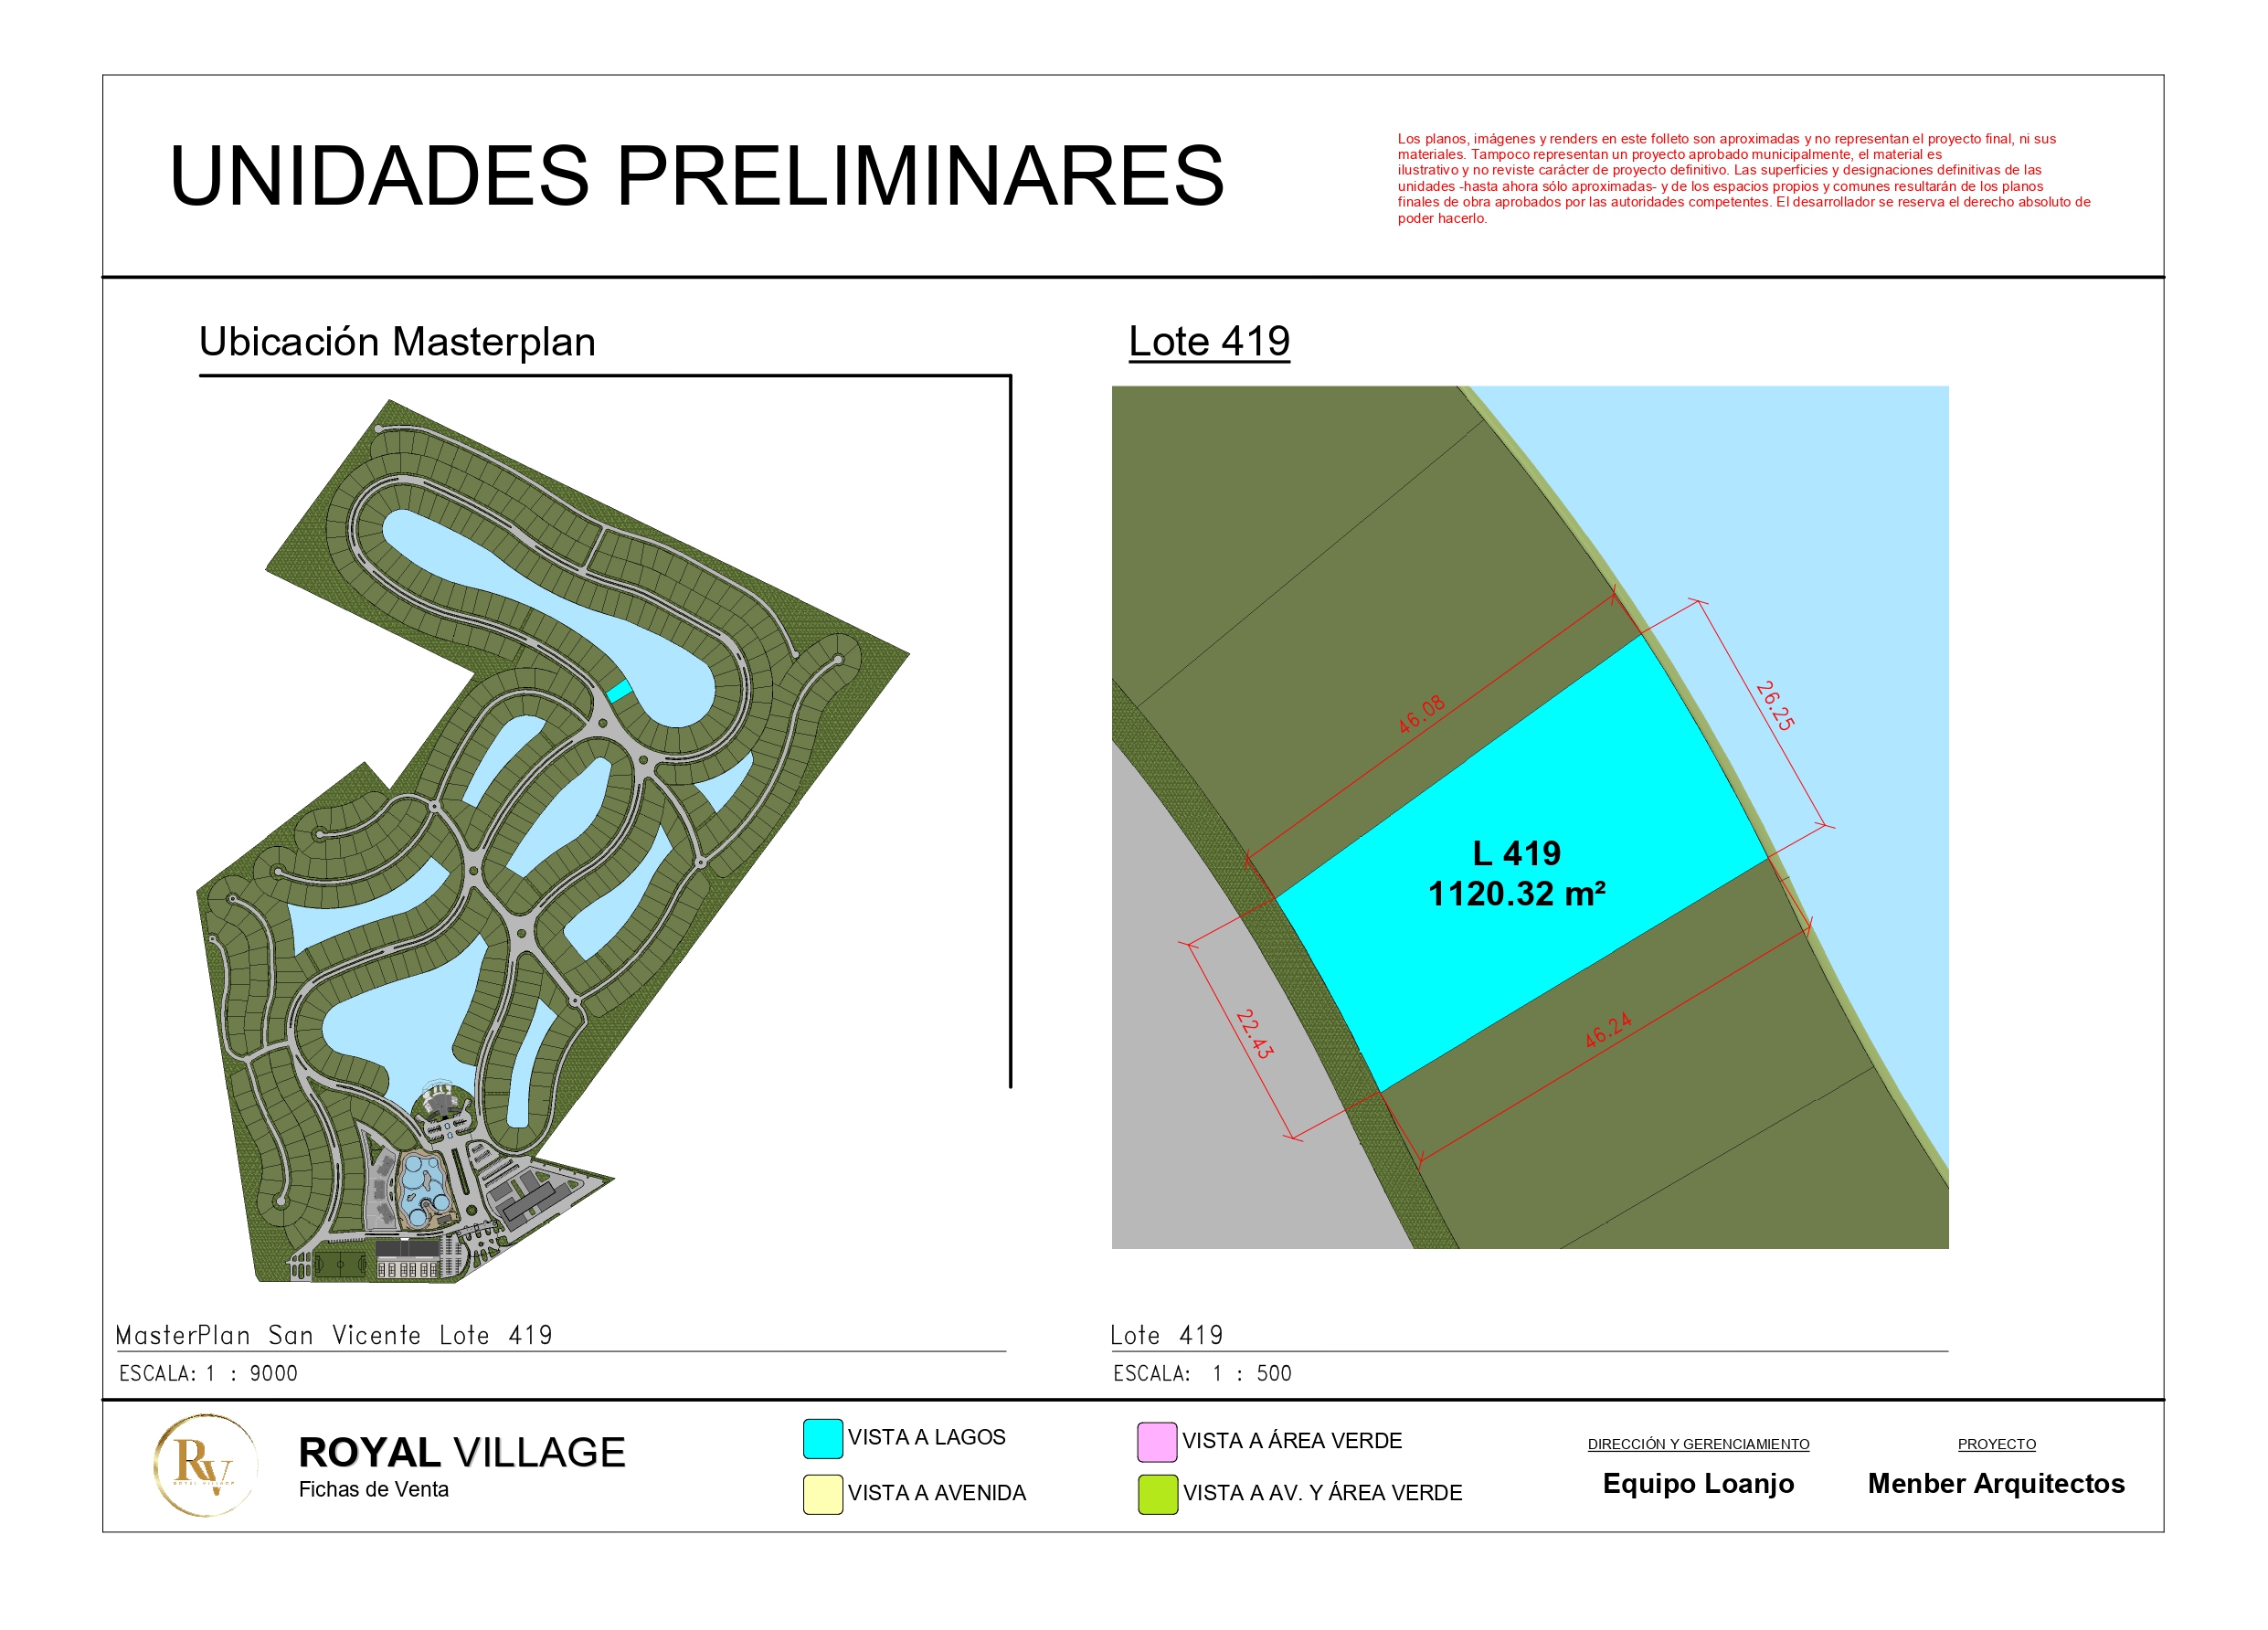 UNIDADES PRELIMINARES
Los planos, imágenes y renders en este folleto son aproximadas y no representan el proyecto final, ni sus
materiales. Tampoco representan un proyecto aprobado municipalmente, el material es
ilustrativo y no reviste carácter de proyecto definitivo. Las superficies y designaciones definitivas de las
unidades -hasta ahora sólo aproximadas- y de los espacios propios y comunes resultarán de los planos
finales de obra aprobados por las autoridades competentes. El desarrollador se reserva el derecho absoluto de
poder hacerlo.
Ubicación Masterplan
Lote 419
46.08
26.25
L 419
1120.32 m²
22.43
46.24
MasterPlan San Vicente Lote 419
ESCALA: 1 : 9000
Lote 419
ESCALA: 1 : 500
RV
ROYAL VILLAGE
ROYAL VILLAGE
Fichas de Venta
VISTA A LAGOS
VISTA A AVENIDA
VISTA A ÁREA VERDE
VISTA A AV. Y ÁREA VERDE
DIRECCIÓN Y GERENCIAMIENTO
Equipo Loanjo
PROYECTO
Menber Arquitectos